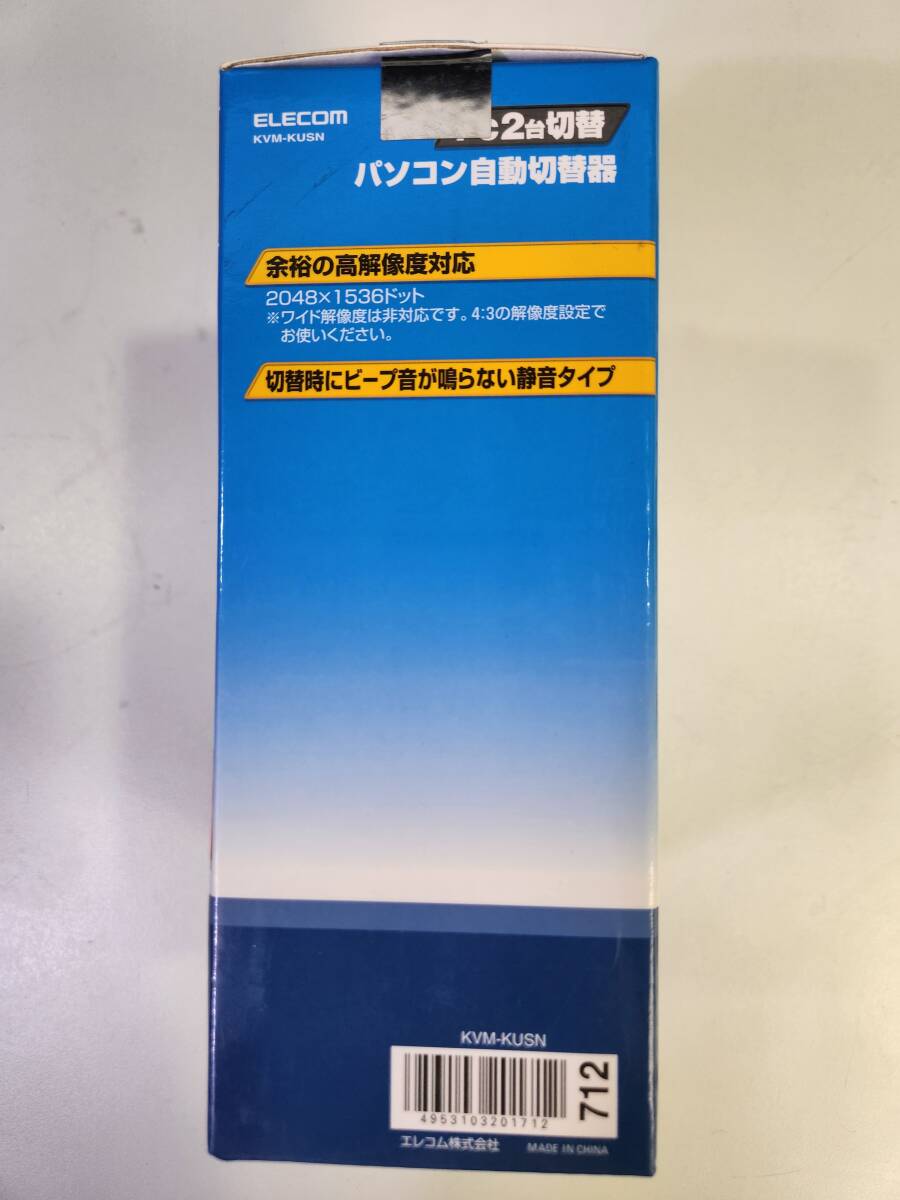 ELECOM
KVM-KUSN
2台切替
パソコン自動切替器
余裕の高解像度対応
2048×1536ドット
※ワイド解像度は非対応です。4:3の解像度設定で
お使いください。
切替時にビープ音が鳴らない静音タイプ
KVM-KUSN
4953103201712
712
エレコム株式会社
MADE IN CHINA